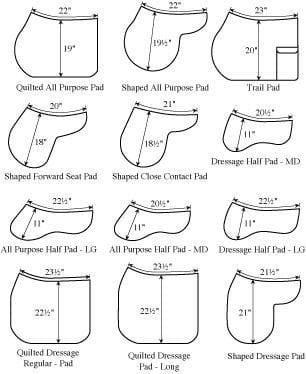 22"
19"
Quilted All Purpose Pad
22"
19½"
Shaped All Purpose Pad
23"
20"
Trail Pad
20"
18"
Shaped Forward Seat Pad
21"
18½"
Shaped Close Contact Pad
20½"
11"
Dressage Half Pad - MD
22½"
11"
All Purpose Half Pad - LG
20½"
11"
All Purpose Half Pad - MD
22½"
11"
Dressage Half Pad - LG
23½"
22½"
Quilted Dressage
Regular - Pad
23½"
22½"
Quilted Dressage
Pad - Long
21½"
21"
Shaped Dressage Pad